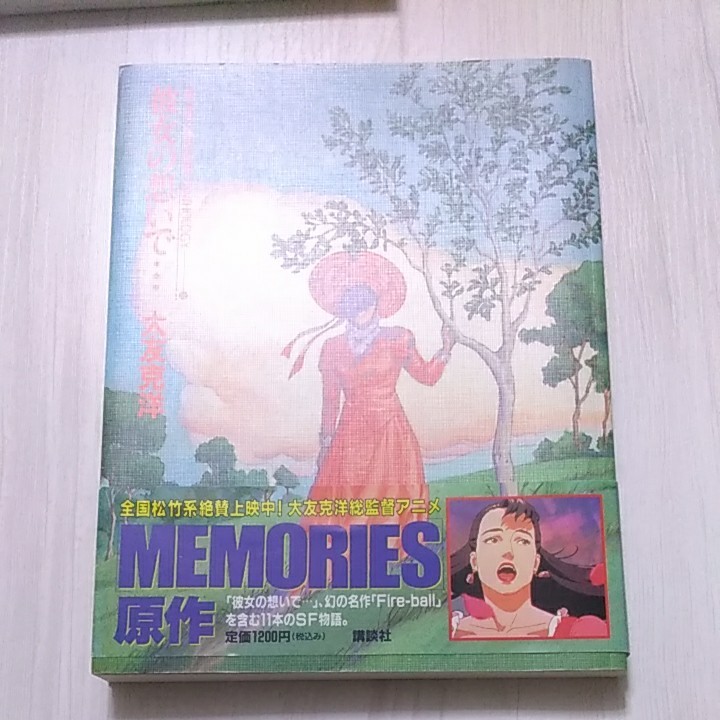 彼女の想いで…
大友克洋
全国松竹系絶賛上映中！大友克洋総監督アニメ
MEMORIES
原作
「彼女の想いで…」、幻の名作「Fire-ball」
を含む11本のSF物語。
定価1200円(税込み) 講談社